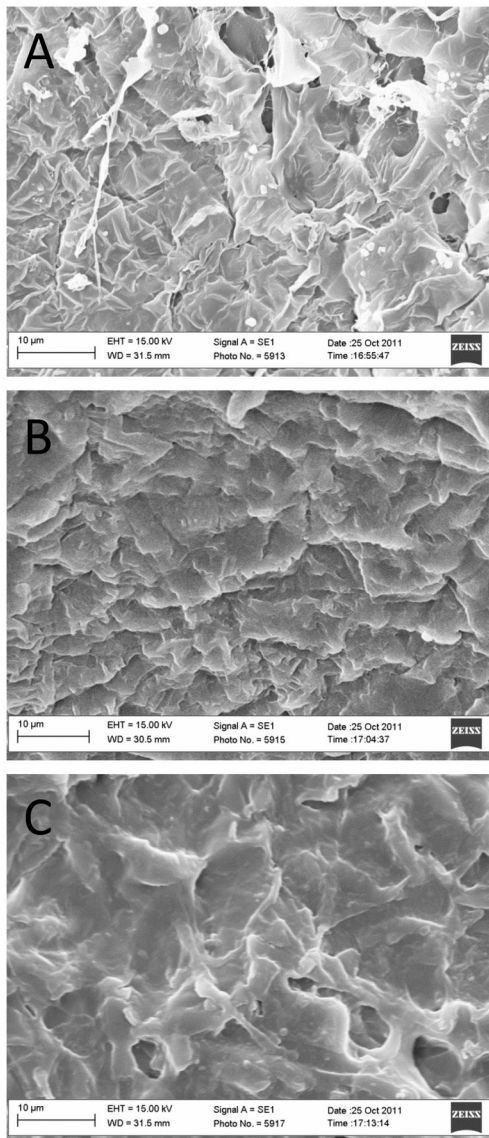 A
10 µm EHT = 15.00 kV Signal A = SE1 Date :25 Oct 2011 ZEISS
WD = 31.5 mm Photo No. = 5913 Time :16:55:47
B
10 µm EHT = 15.00 kV Signal A = SE1 Date :25 Oct 2011 ZEISS
WD = 30.5 mm Photo No. = 5915 Time :17:04:37
C
10 µm EHT = 15.00 kV Signal A = SE1 Date :25 Oct 2011 ZEISS
WD = 31.5 mm Photo No. = 5917 Time :17:13:14